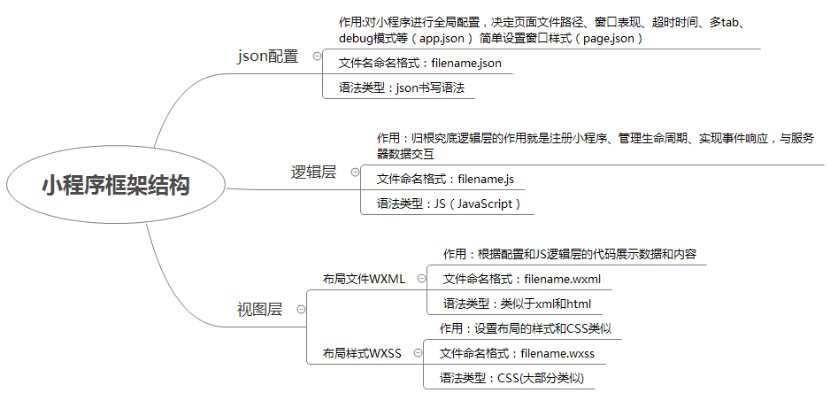 作用:对小程序进行全局配置，决定页面文件路径、窗口表现、超时时间、多tab、
debug模式等（app.json） 简单设置窗口样式（page.json）
json配置
文件名命名格式：filename.json
语法类型：json书写语法
作用：归根究底逻辑层的作用就是注册小程序、管理生命周期、实现事件响应，与服务
器数据交互
逻辑层
文件命名格式：filename.js
语法类型：JS（JavaScript）
小程序框架结构
作用：根据配置和JS逻辑层的代码展示数据和内容
布局文件WXML
文件命名格式：filename.wxml
语法类型：类似于xml和html
视图层
作用：设置布局的样式和CSS类似
布局样式WXSS
文件命名格式：filename.wxss
语法类型：CSS(大部分类似)